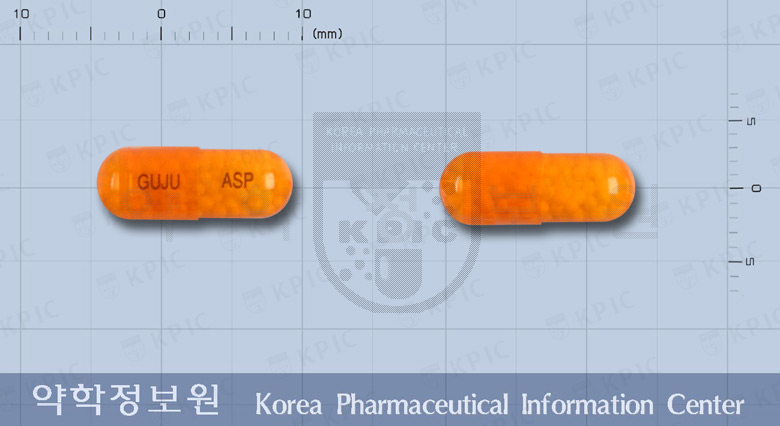 10 0 10 (mm)
KOREA PHARMACEUTICAL
INFORMATION CENTER
5
GUJU ASP
0
KPIC
5
약학정보원 Korea Pharmaceutical Information Center